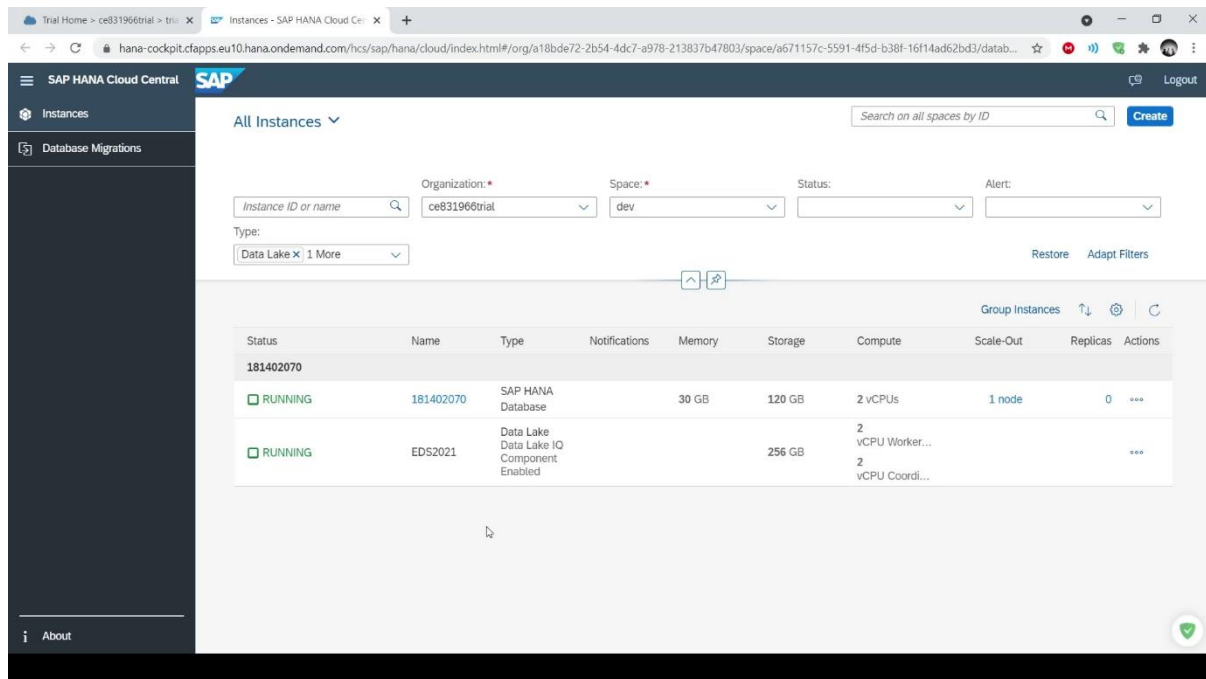 Trial Home > ce831966trial > tria
Instances - SAP HANA Cloud Cen
hana-cockpit.cfapps.eu10.hana.ondemand.com/hcs/sap/hana/cloud/index.html#/org/a18bde72-2b54-4dc7-a978-213837b47803/space/a671157c-5591-4f5d-b38f-16f14ad62bd3/datab...
SAP HANA Cloud Central
SAP
Logout
Instances
Database Migrations
All Instances
Search on all spaces by ID
Create
Organization:*
Space:*
Status:
Alert:
Instance ID or name
ce831966trial
dev
Type:
Data Lake × 1 More
Restore
Adapt Filters
Group Instances
Status Name Type Notifications Memory Storage Compute Scale-Out Replicas Actions
181402070
RUNNING 181402070 SAP HANA Database 30 GB 120 GB 2 vCPUs 1 node 0
RUNNING EDS2021 Data Lake Data Lake IQ Component Enabled 256 GB 2 vCPU Worker... 2 vCPU Coordi...
i About